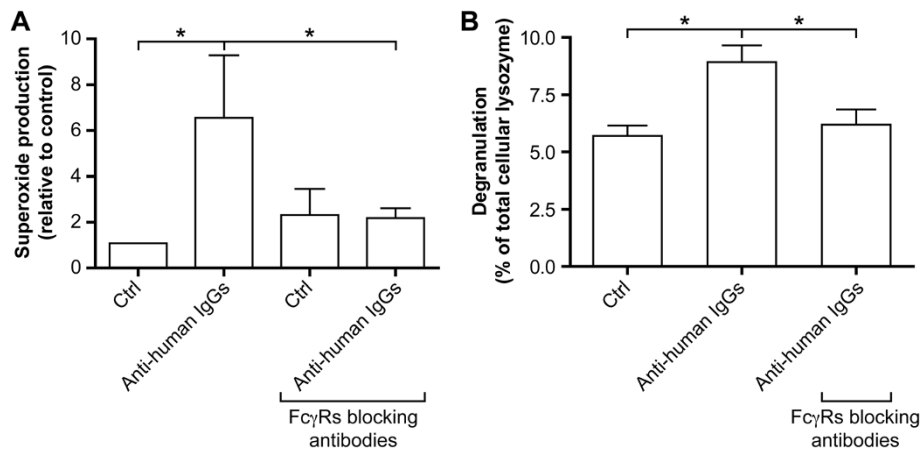 A
Superoxide production
(relative to control)
10
8
6
4
2
0
*
*
Ctrl
Anti-human IgGs
Ctrl
Anti-human IgGs
FcγRs blocking
antibodies
B
Degranulation
(% of total cellular lysozyme)
10.0
7.5
5.0
2.5
0.0
*
*
Ctrl
Anti-human IgGs
Anti-human IgGs
FcγRs blocking
antibodies